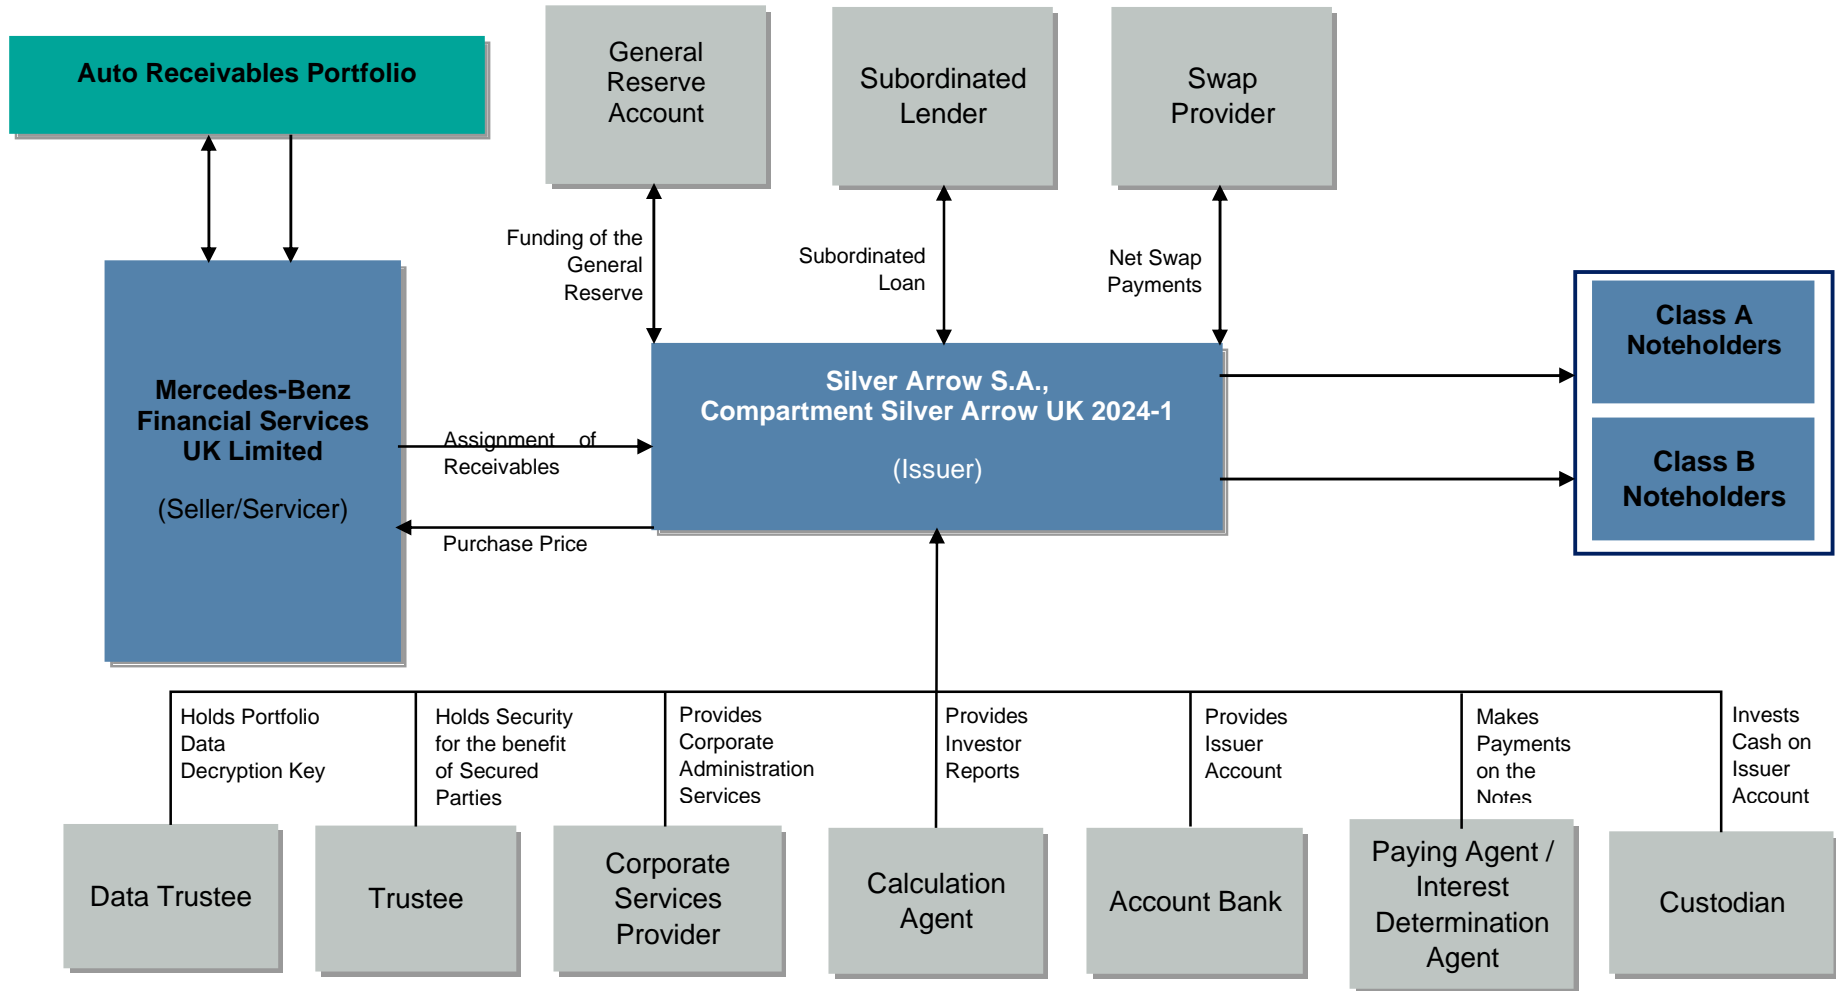 Auto Receivables Portfolio
General
Reserve
Account
Subordinated
Lender
Swap
Provider
Funding of the
General
Reserve
Subordinated
Loan
Net Swap
Payments
Mercedes-Benz
Financial Services
UK Limited
(Seller/Servicer)
Assignment of
Receivables
Purchase Price
Silver Arrow S.A.,
Compartment Silver Arrow UK 2024-1
(Issuer)
Class A
Noteholders
Class B
Noteholders
Holds Portfolio
Data
Decryption Key
Holds Security
for the benefit
of Secured
Parties
Provides
Corporate
Administration
Services
Provides
Investor
Reports
Provides
Issuer
Account
Makes
Payments
on the
Notes
Invests
Cash on
Issuer
Account
Data Trustee
Trustee
Corporate
Services
Provider
Calculation
Agent
Account Bank
Paying Agent /
Interest
Determination
Agent
Custodian